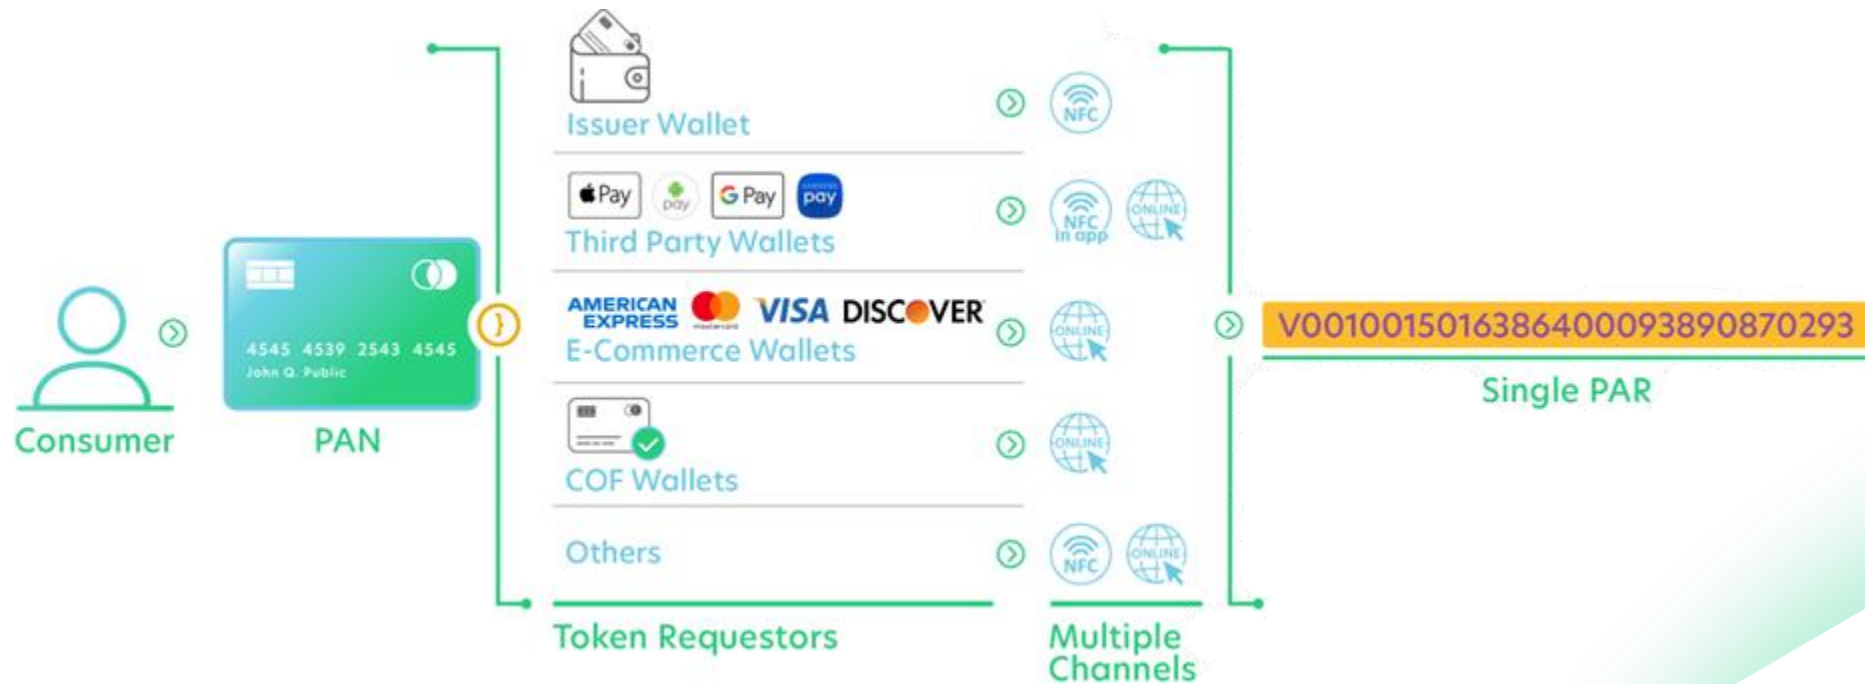 Issuer Wallet
NFC
Pay
pay
G Pay
SAMSUNG pay
Third Party Wallets
NFC in app
ONLINE
AMERICAN EXPRESS
mastercard
VISA
DISCOVER
E-Commerce Wallets
ONLINE
4545 4539 2543 4545
John Q. Public
Consumer
PAN
COF Wallets
ONLINE
Others
NFC
ONLINE
Token Requestors
Multiple
Channels
V0010015016386400093890870293
Single PAR